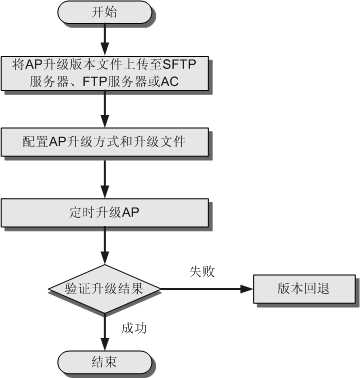 开始
将AP升级版本文件上传至SFTP
服务器、FTP服务器或AC
配置AP升级方式和升级文件
定时升级AP
验证升级结果
失败
版本回退
成功
结束